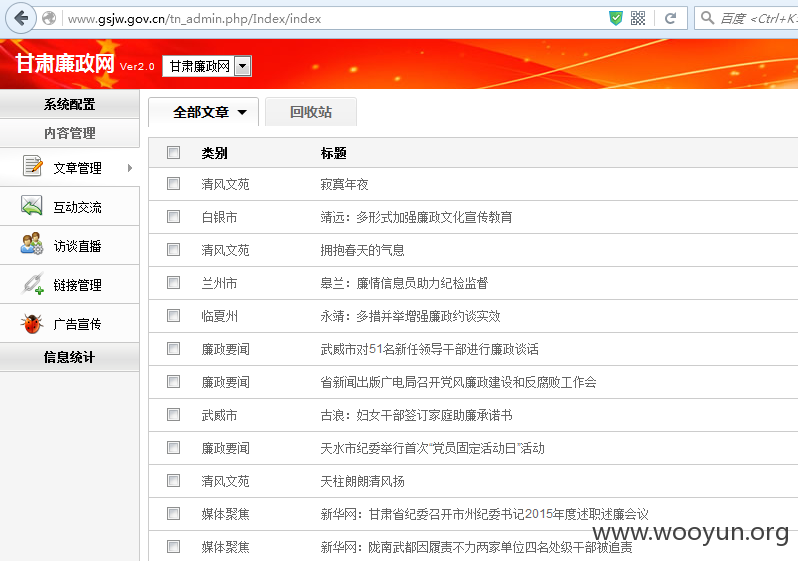 www.gsjw.gov.cn/tn_admin.php/Index/index
百度 <Ctrl+K>
甘肃廉政网 Ver2.0 甘肃廉政网
系统配置
内容管理
文章管理
互动交流
访谈直播
链接管理
广告宣传
信息统计
全部文章 回收站
类别 标题
清风文苑 寂寞年夜
白银市 靖远：多形式加强廉政文化宣传教育
清风文苑 拥抱春天的气息
兰州市 皋兰：廉情信息员助力纪检监督
临夏州 永靖：多措并举增强廉政约谈实效
廉政要闻 武威市对51名新任领导干部进行廉政谈话
廉政要闻 省新闻出版广电局召开党风廉政建设和反腐败工作会
武威市 古浪：妇女干部签订家庭助廉承诺书
廉政要闻 天水市纪委举行首次“党员固定活动日”活动
清风文苑 天柱朗朗清风扬
媒体聚焦 新华网：甘肃省纪委召开市州纪委书记2015年度述职述廉会议
媒体聚焦 新华网：陇南武都因履责不力两家单位四名处级干部被追责
www.wooyun.org